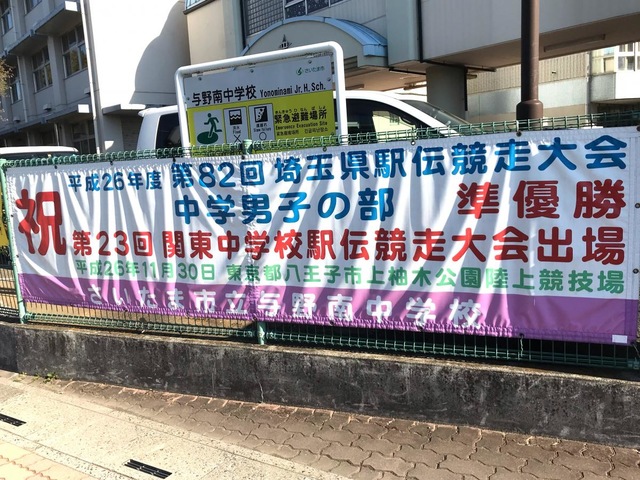 さいたま市
与野南中学校
Yonominami Jr. H. Sch.
緊急避難場所
祝
平成26年度 第82回 埼玉県駅伝競走大会
中学男子の部 準優勝
第23回 関東中学校駅伝競走大会出場
平成26年11月30日 東京都八王子市上柚木公園陸上競技場
さいたま市立与野南中学校